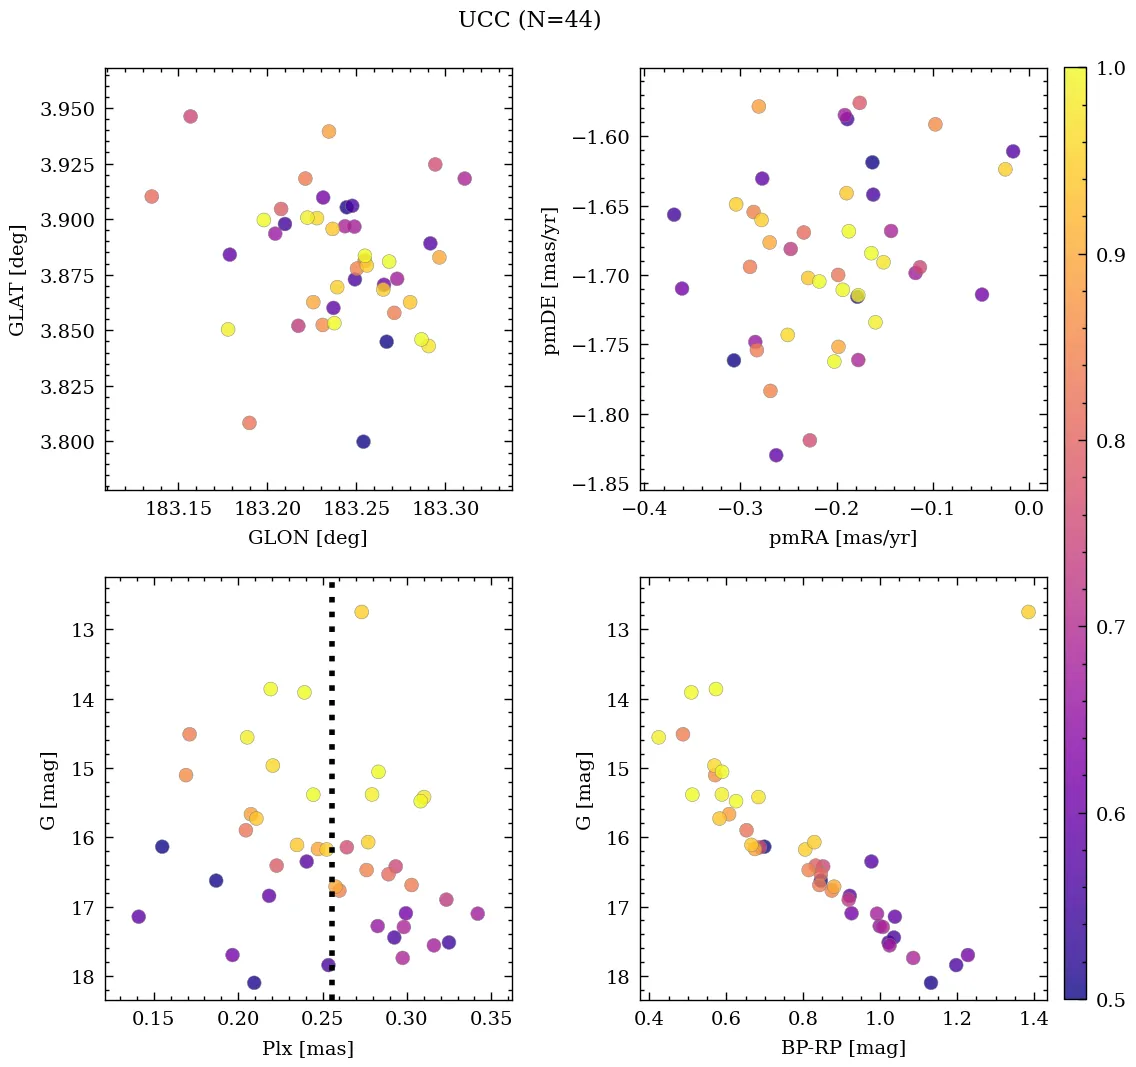 UCC (N=44)
3.950
3.925
3.900
3.875
3.850
3.825
3.800
GLAT [deg]
183.15 183.20 183.25 183.30
GLON [deg]
−1.60
−1.65
−1.70
−1.75
−1.80
−1.85
pmDE [mas/yr]
−0.4 −0.3 −0.2 −0.1 0.0
pmRA [mas/yr]
13
14
15
16
17
18
G [mag]
0.15 0.20 0.25 0.30 0.35
Plx [mas]
13
14
15
16
17
18
G [mag]
0.4 0.6 0.8 1.0 1.2 1.4
BP-RP [mag]
1.0
0.9
0.8
0.7
0.6
0.5